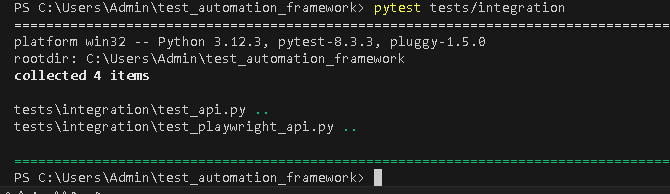 PS C:\Users\Admin\test_automation_framework> pytest tests/integration
================================================================================
platform win32 -- Python 3.12.3, pytest-8.3.3, pluggy-1.5.0
rootdir: C:\Users\Admin\test_automation_framework
collected 4 items
tests\integration\test_api.py ..
tests\integration\test_playwright_api.py ..
================================================================================
PS C:\Users\Admin\test_automation_framework>